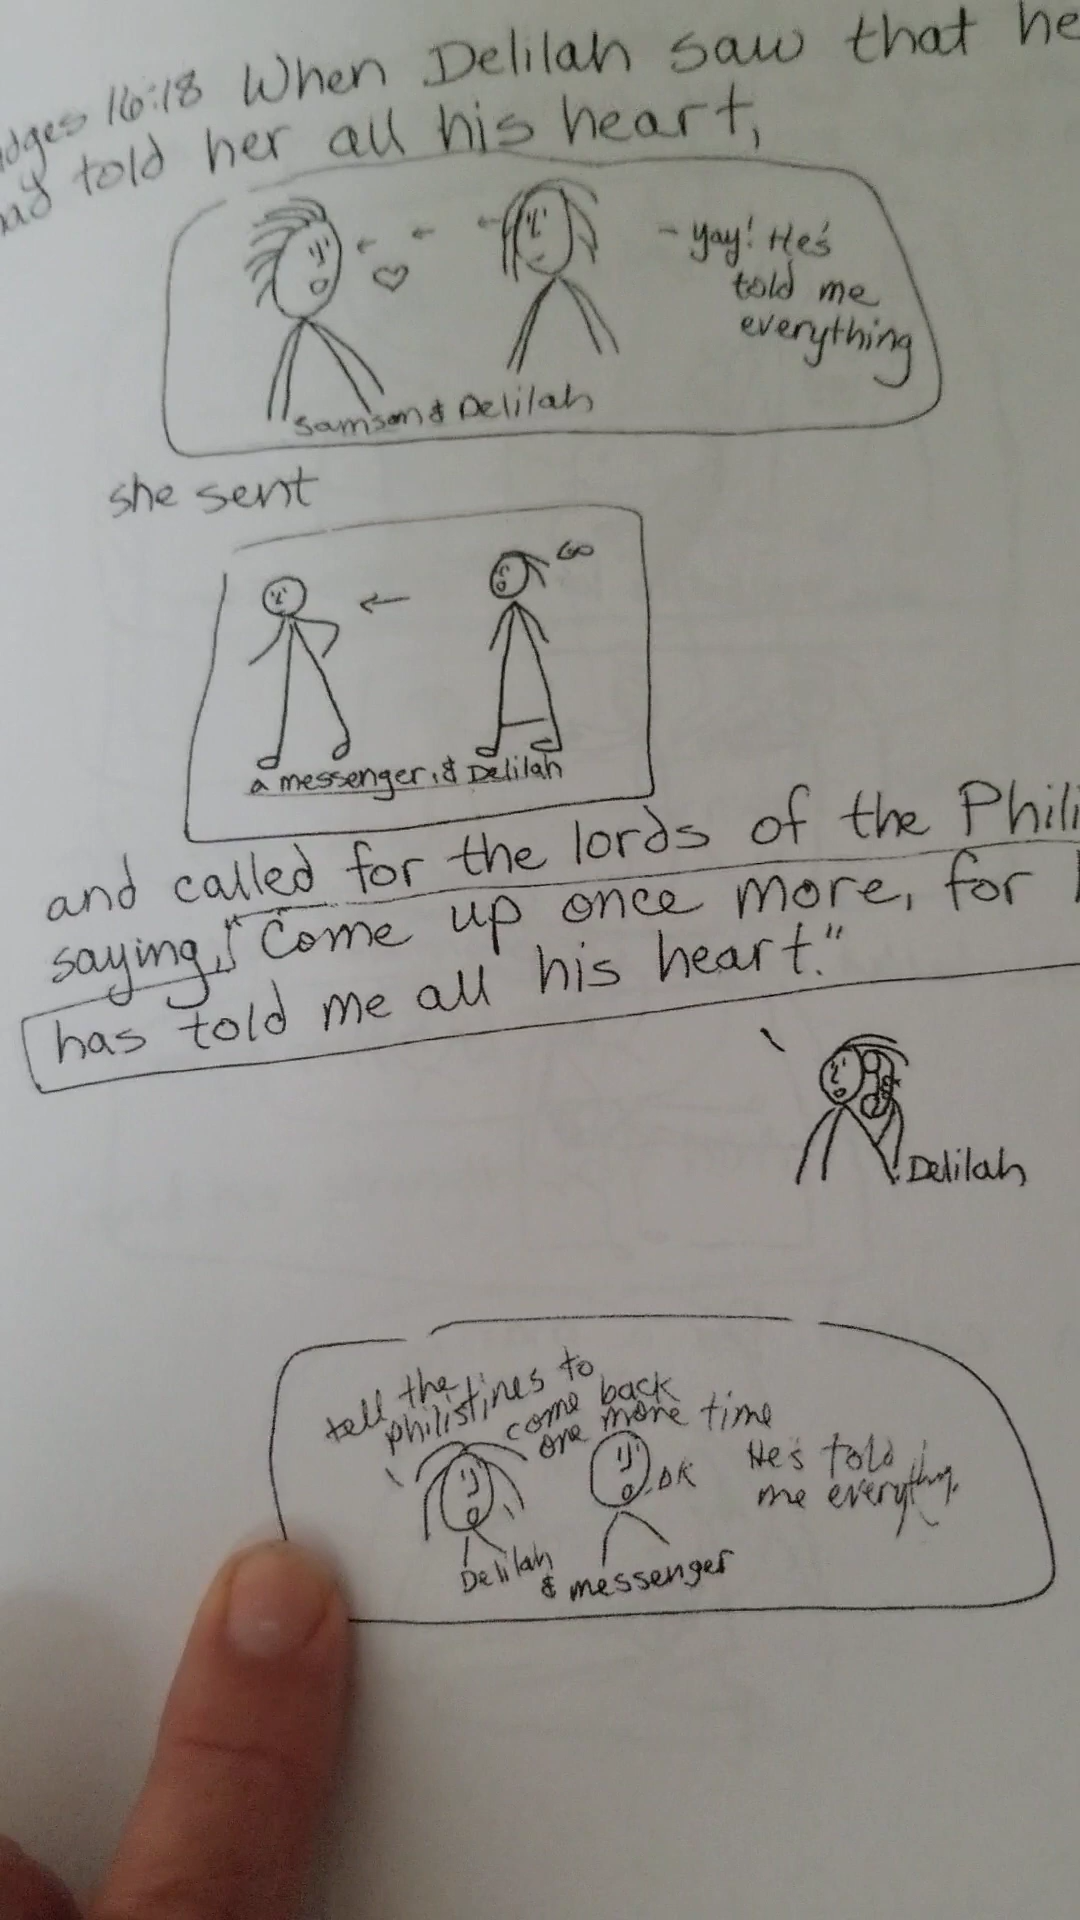 16:18 When Delilah saw that he
told her all his heart,
- yay! He's
told me
everything
Samson & Delilah
she sent
Go
a messenger, & Delilah
and called for the lords of the
saying, "Come up once more, for
has told me all his heart."
Delilah
tell the
philistines to
come back
one more time
OK
He's told
me everything
Delilah
& messenger